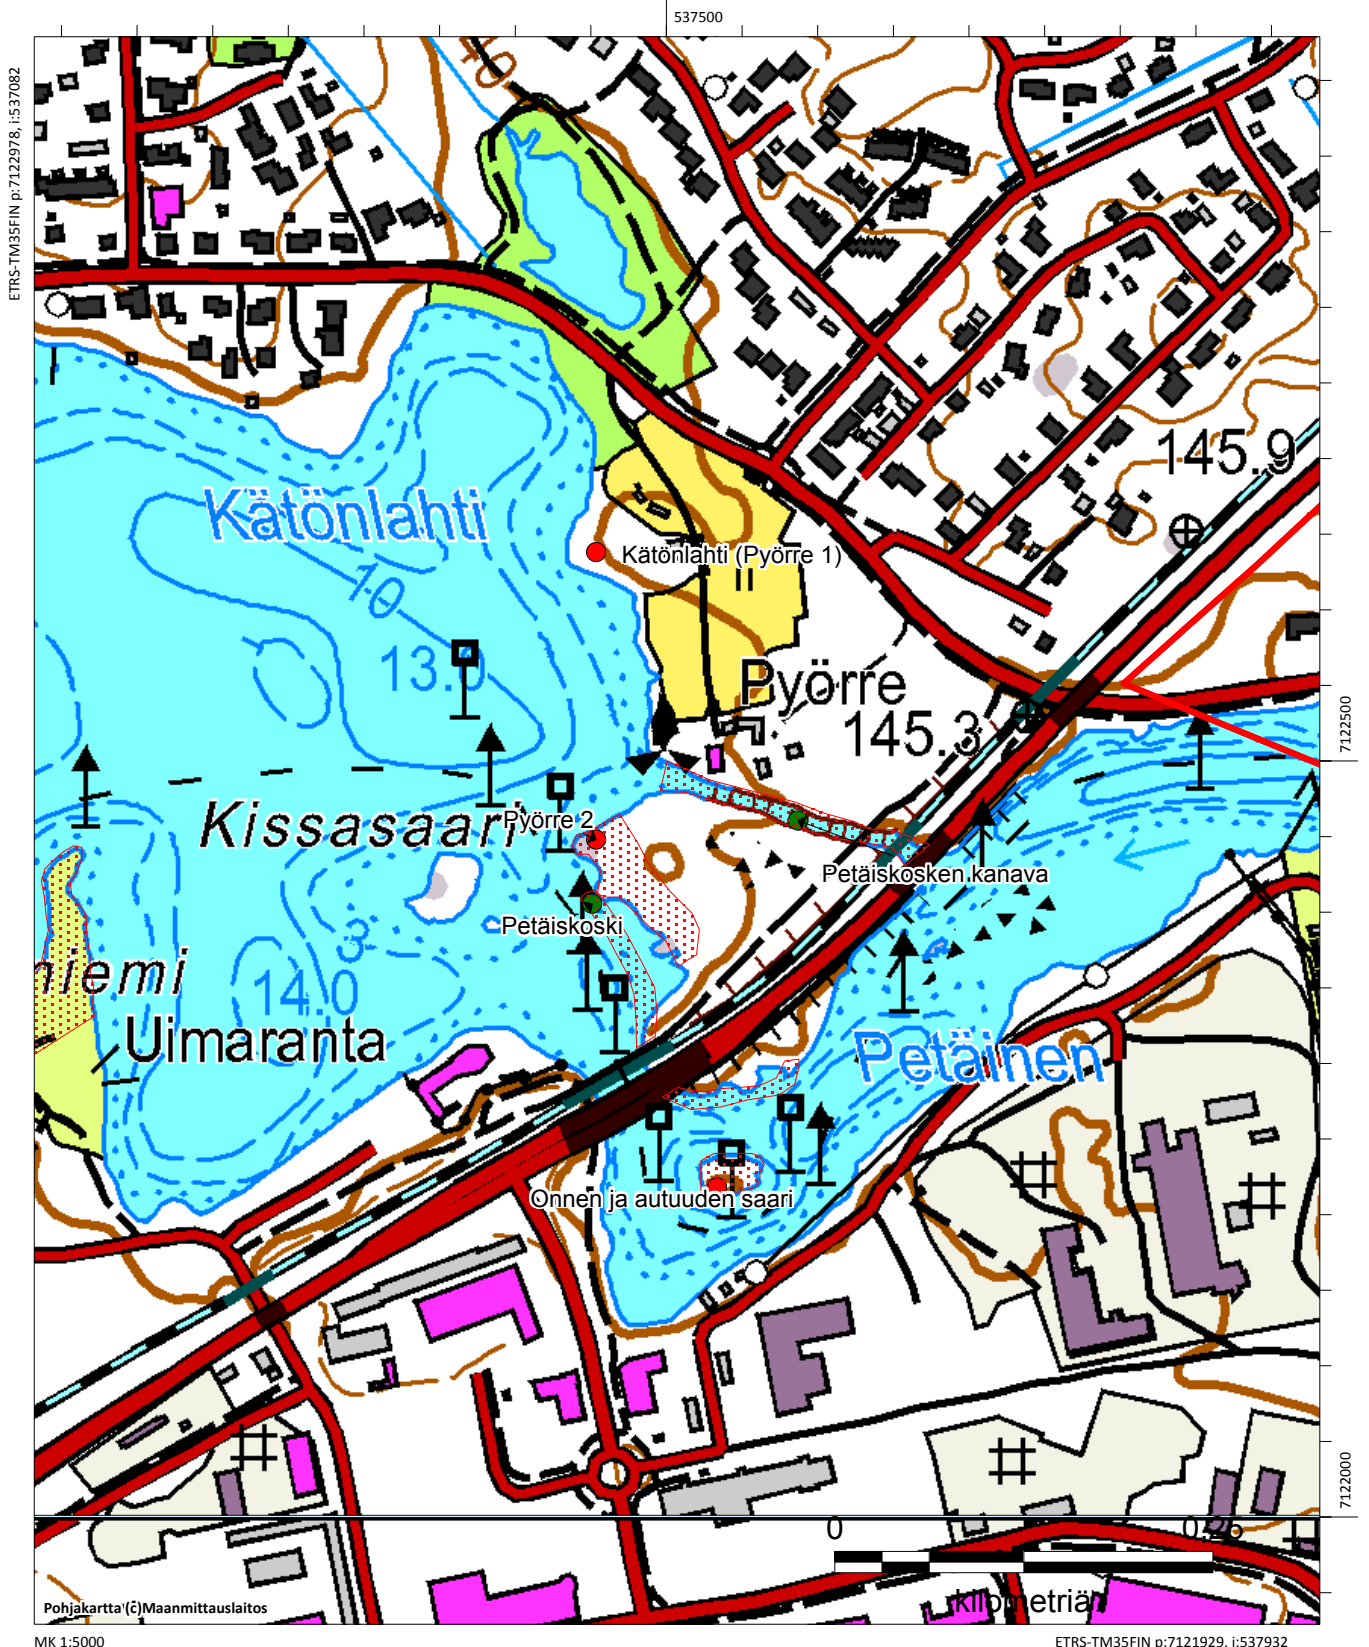 537500
ETRS-TM35FIN p:7122978, i:537082
10
145.9
Kätönlahti
Kätönlahti (Pyörre 1)
10
13.0
Pyörre
145.3
7122500
Kissasaari
Pyörre 2
Petäiskosken kanava
Petäiskoski
3
niemi
14.0
Uimaranta
Petäinen
Onnen ja autuuden saari
7122000
0 0.25
kilometriä
Pohjakartta (c)Maanmittauslaitos
MK 1:5000
ETRS-TM35FIN p:7121929, i:537932